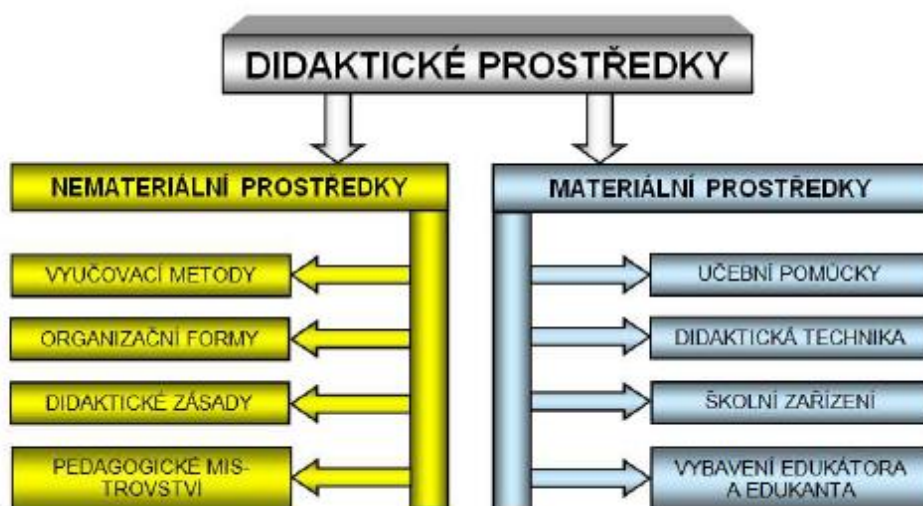 DIDAKTICKÉ PROSTŘEDKY
NEMATERIÁLNÍ PROSTŘEDKY
VYUČOVACÍ METODY
ORGANIZAČNÍ FORMY
DIDAKTICKÉ ZÁSADY
PEDAGOGICKÉ MIS-
TROVSTVÍ
MATERIÁLNÍ PROSTŘEDKY
UČEBNÍ POMŮCKY
DIDAKTICKÁ TECHNIKA
ŠKOLNÍ ZAŘÍZENÍ
VYBAVENÍ EDUKÁTORA
A EDUKANTA